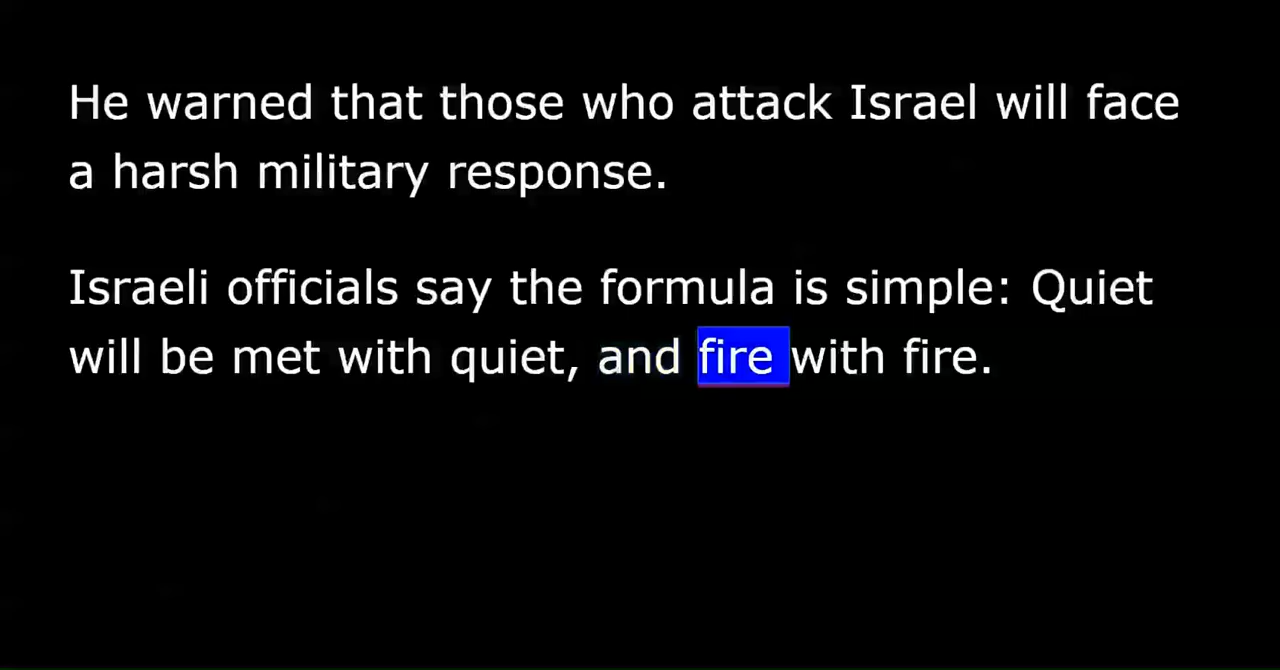 He warned that those who attack Israel will face
a harsh military response.
Israeli officials say the formula is simple: Quiet
will be met with quiet, and fire with fire.